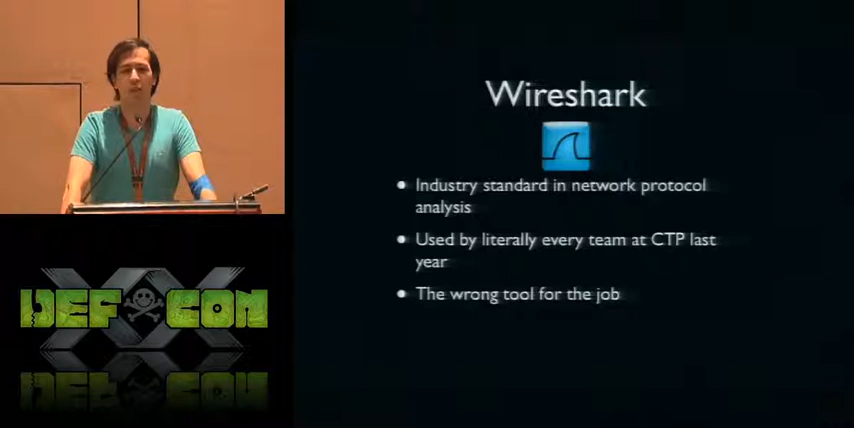 Wireshark
• Industry standard in network protocol
analysis
• Used by literally every team at CTP last
year
• The wrong tool for the job
DEF CON
XX